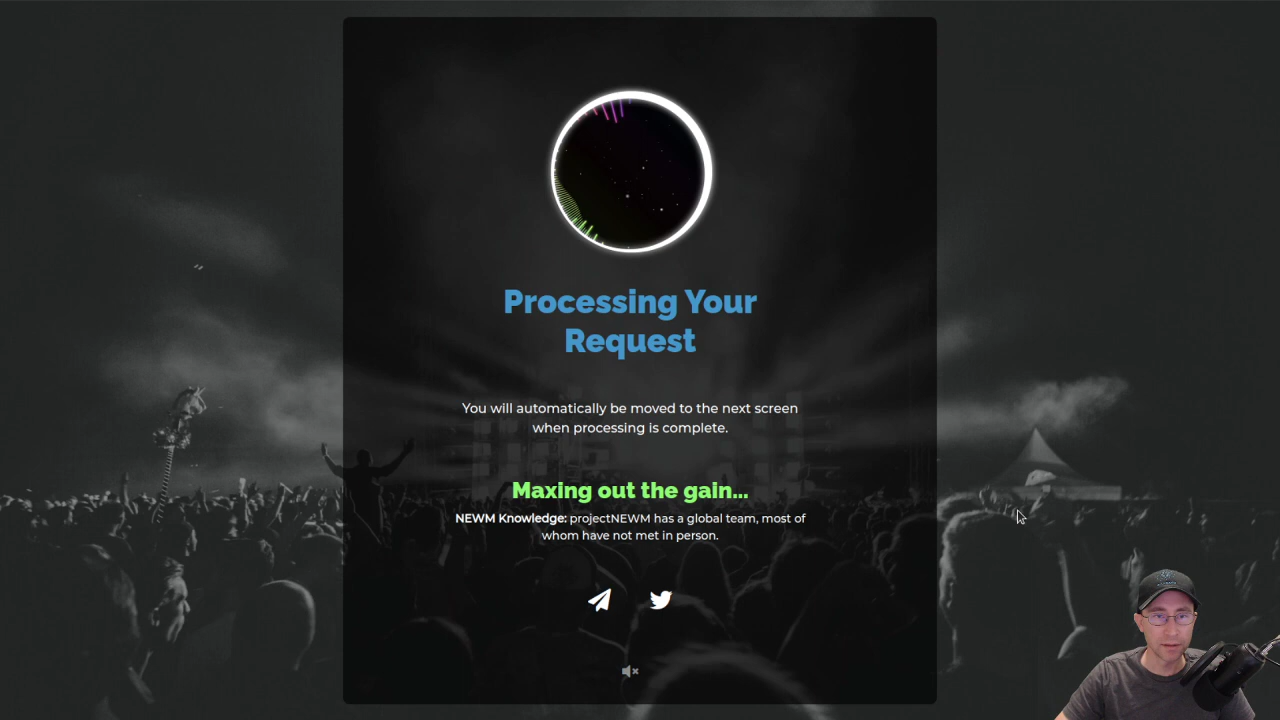 Processing Your
Request
You will automatically be moved to the next screen
when processing is complete.
Maxing out the gain...
NEWM Knowledge: projectNEWM has a global team, most of
whom have not met in person.